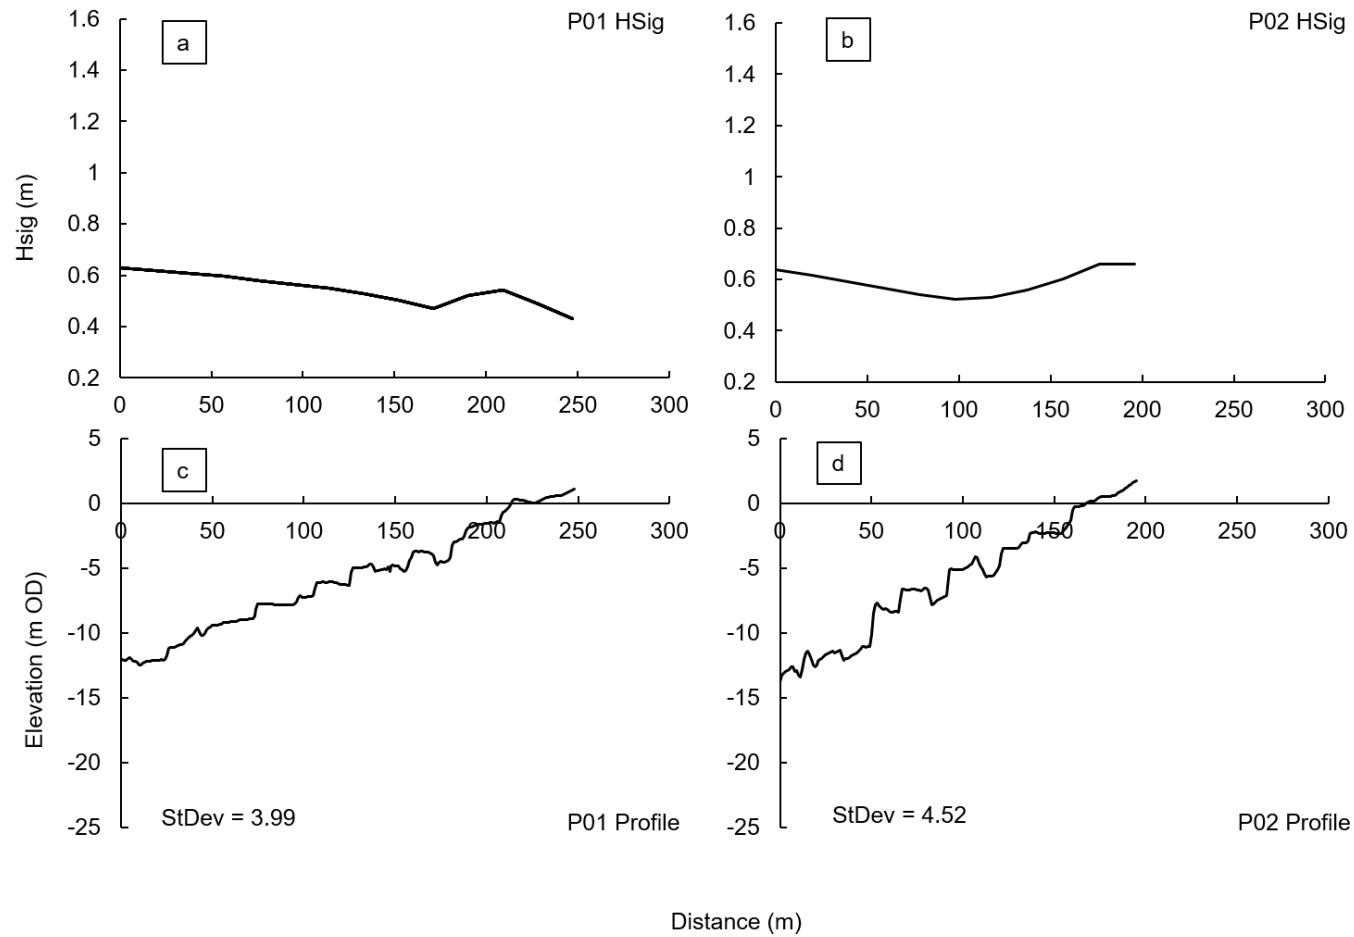 P01 HSig
a
1.6
1.4
1.2
1
0.8
0.6
0.4
0.2
Hsig (m)
0 50 100 150 200 250 300
P02 HSig
b
1.6
1.4
1.2
1
0.8
0.6
0.4
0.2
0 50 100 150 200 250 300
c
5
0
-5
-10
-15
-20
-25
Elevation (m OD)
0 50 100 150 200 250 300
StDev = 3.99
P01 Profile
d
5
0
-5
-10
-15
-20
-25
0 50 100 150 200 250 300
StDev = 4.52
P02 Profile
Distance (m)